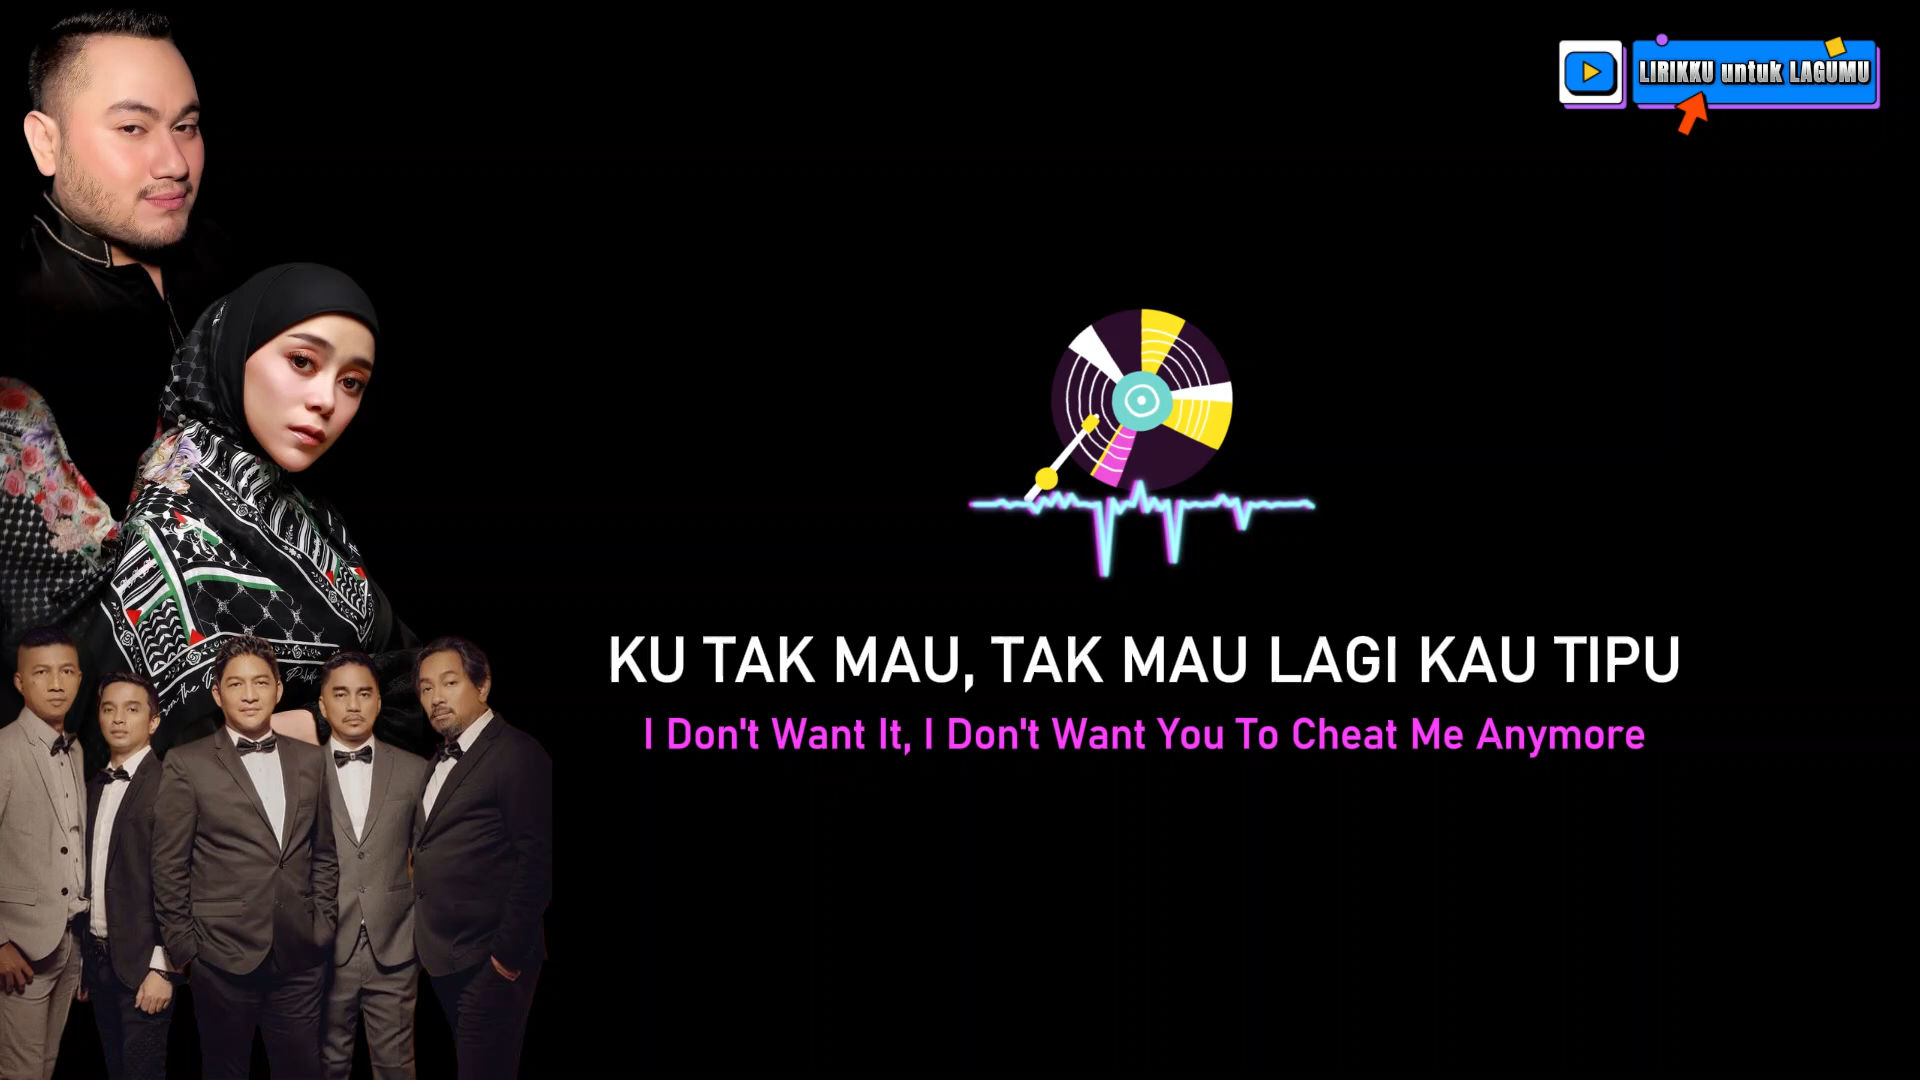 LIRIKKU untuk LAGUMU
KU TAK MAU, TAK MAU LAGI KAU TIPU
I Don't Want It, I Don't Want You To Cheat Me Anymore